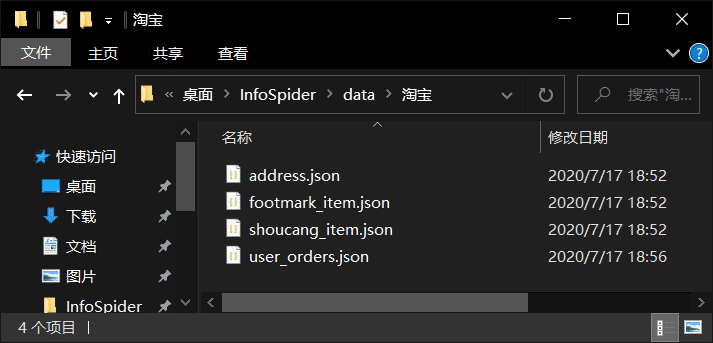 淘宝
文件 主页 共享 查看
« 桌面 > InfoSpider > data > 淘宝 搜索"淘...
名称 修改日期
快速访问
桌面
下载
文档
图片
InfoSpider
address.json 2020/7/17 18:52
footmark_item.json 2020/7/17 18:52
shoucang_item.json 2020/7/17 18:52
user_orders.json 2020/7/17 18:56
4 个项目